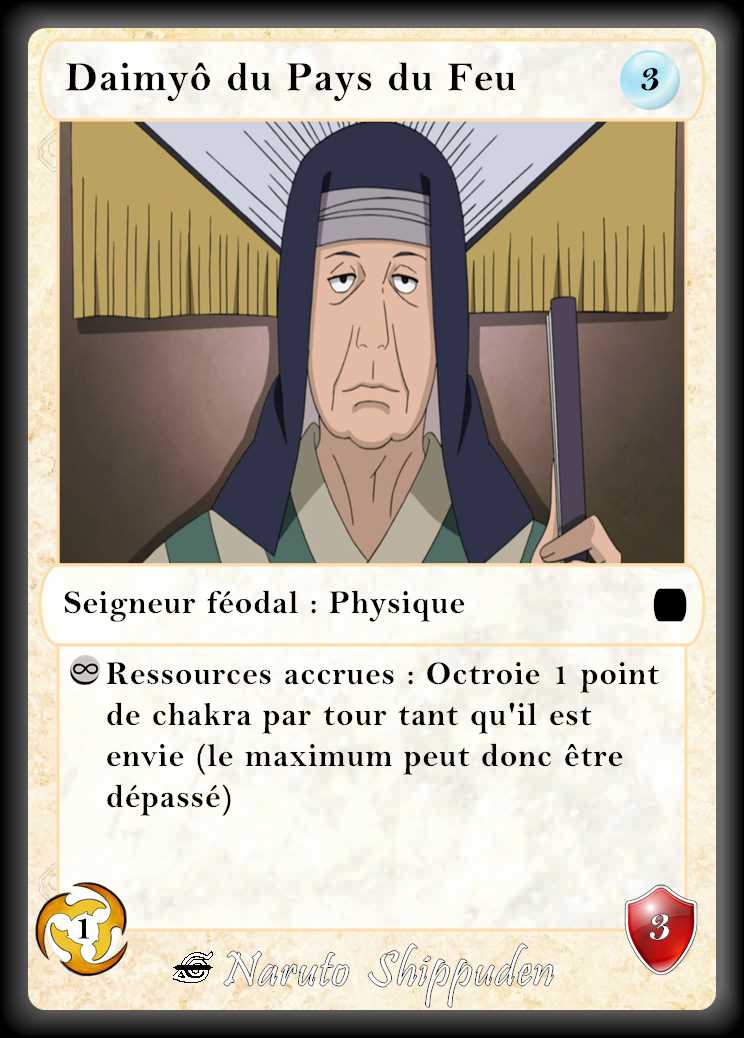 Daimyô du Pays du Feu
3
Seigneur féodal : Physique
∞ Ressources accrues : Octroie 1 point
de chakra par tour tant qu'il est
envie (le maximum peut donc être
dépassé)
1
3
Naruto Shippuden